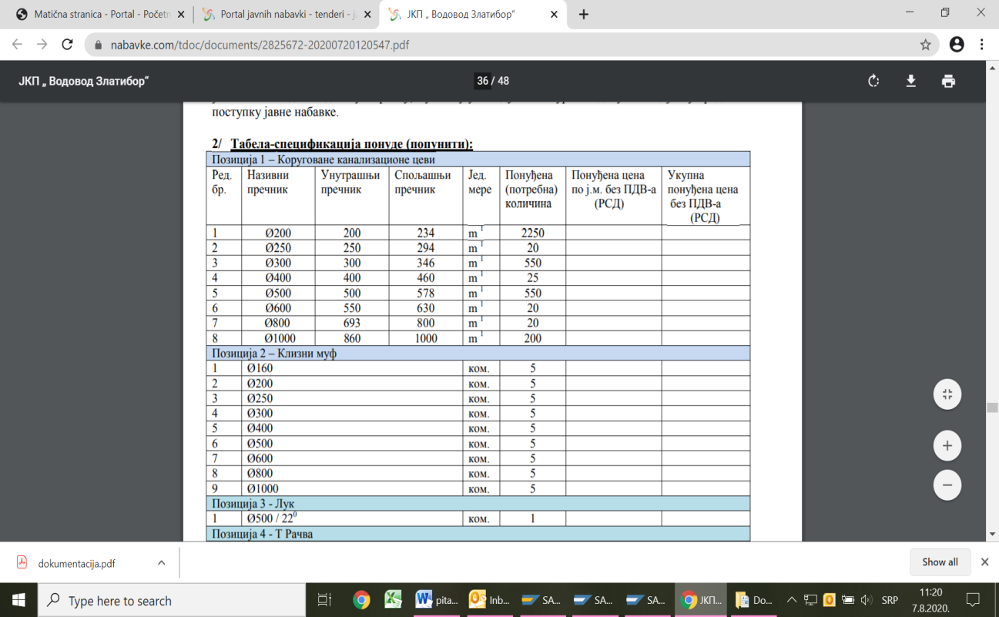 Matična stranica - Portal - Počet
Portal javnih nabavki - tenderi - ja
ЈКП „ Водовод Златибор“
nabavke.com/tdoc/documents/2825672-20200720120547.pdf
ЈКП „ Водовод Златибор“
36 / 48
поступку јавне набавке.
2/ Табела-спецификација понуде (попунити):
Позиција 1 – Коруговане канализационе цеви
Ред. бр. Називни пречник Унутрашњи пречник Спољашњи пречник Јед. мере Понуђена (потребна) количина Понуђена цена по ј.м. без ПДВ-а (РСД) Укупна понуђена цена без ПДВ-а (РСД)
1 Ø200 200 234 m¹ 2250
2 Ø250 250 294 m¹ 20
3 Ø300 300 346 m¹ 550
4 Ø400 400 460 m¹ 25
5 Ø500 500 578 m¹ 550
6 Ø600 550 630 m¹ 20
7 Ø800 693 800 m¹ 20
8 Ø1000 860 1000 m¹ 200
Позиција 2 – Клизни муф
1 Ø160 ком. 5
2 Ø200 ком. 5
3 Ø250 ком. 5
4 Ø300 ком. 5
5 Ø400 ком. 5
6 Ø500 ком. 5
7 Ø600 ком. 5
8 Ø800 ком. 5
9 Ø1000 ком. 5
Позиција 3 - Лук
1 Ø500 / 22⁰ ком. 1
Позиција 4 - Т Рачва
dokumentacija.pdf
Show all
Type here to search
pita...
Inb...
SA...
SA...
SA...
ЈКП...
Do...
SRP
11:20
7.8.2020.